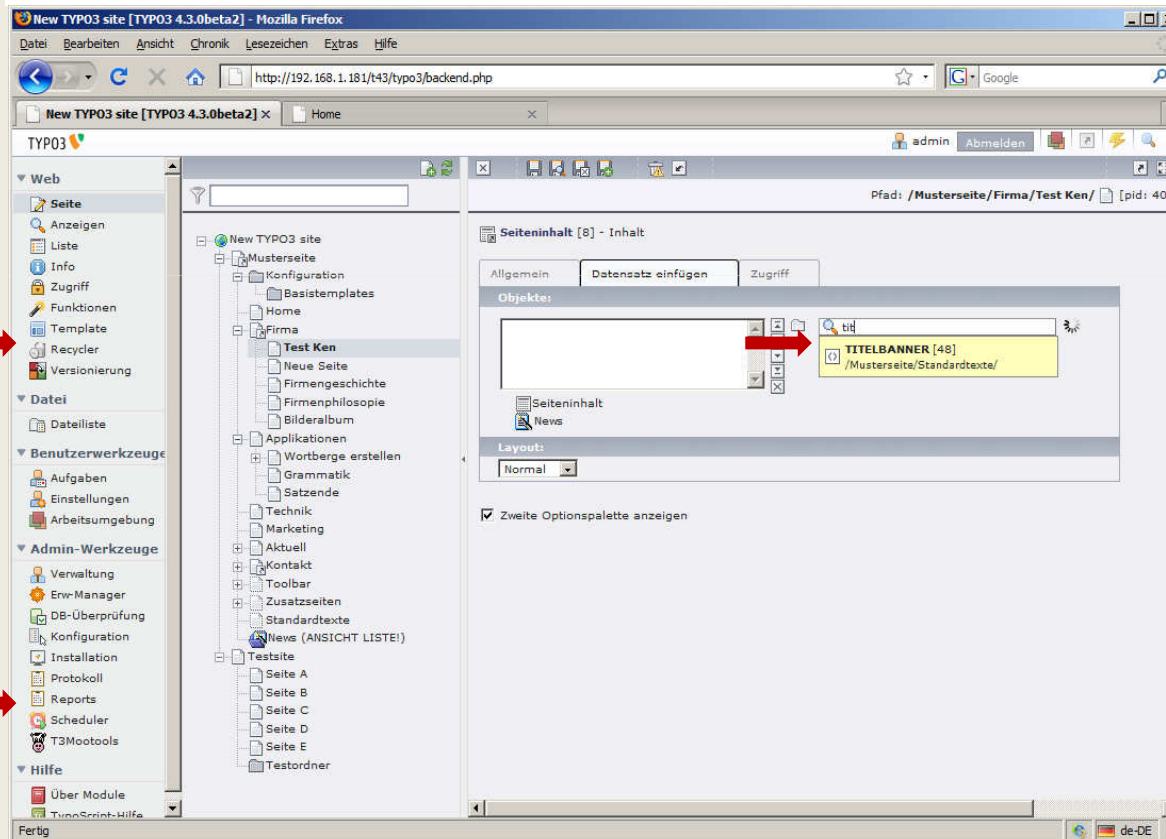 New TYPO3 site [TYPO3 4.3.0beta2] - Mozilla Firefox
Datei Bearbeiten Ansicht Chronik Lesezeichen Extras Hilfe
http://192.168.1.181/t43/typo3/backend.php
G Google
New TYPO3 site [TYPO3 4.3.0beta2]
Home
TYPO3
admin Abmelden
Web
Seite
Anzeigen
Liste
Info
Zugriff
Funktionen
Template
Recycler
Versionierung
Datei
Dateiliste
Benutzerwerkzeuge
Aufgaben
Einstellungen
Arbeitsumgebung
Admin-Werkzeuge
Verwaltung
Erw-Manager
DB-Überprüfung
Konfiguration
Installation
Protokoll
Reports
Scheduler
T3Mootools
Hilfe
Über Module
TypoScript-Hilfe
New TYPO3 site
Musterseite
Konfiguration
Basistemplates
Home
Firma
Test Ken
Neue Seite
Firmengeschichte
Firmenphilosopie
Bilderalbum
Applikationen
Wortberge erstellen
Grammatik
Satzende
Technik
Marketing
Aktuell
Kontakt
Toolbar
Zusatzseiten
Standardtexte
News (ANSICHT LISTE!)
Testsite
Seite A
Seite B
Seite C
Seite D
Seite E
Testordner
Pfad: /Musterseite/Firma/Test Ken/ [pid: 40
Seiteninhalt [8] - Inhalt
Allgemein Datensatz einfügen Zugriff
Objekte:
tit
TITELBANNER [48]
/Musterseite/Standardtexte/
Seiteninhalt
News
Layout:
Normal
Zweite Optionspalette anzeigen
Fertig
de-DE